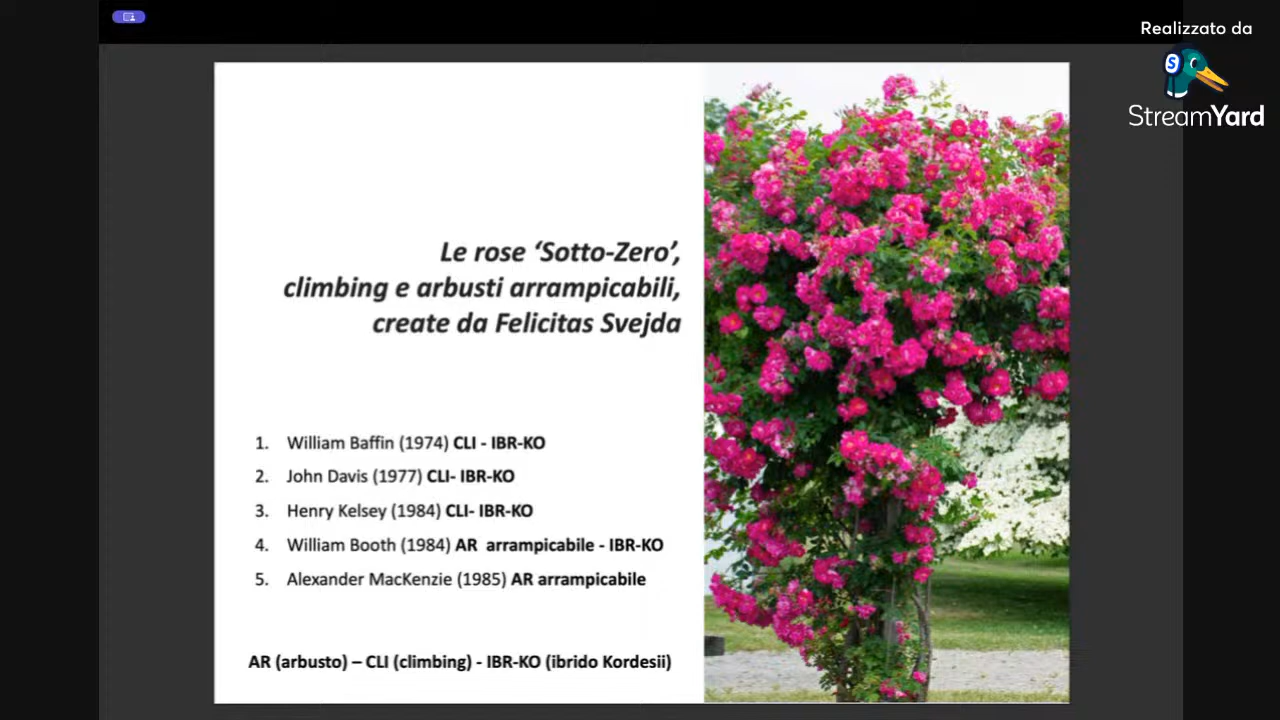 Realizzato da
StreamYard
Le rose ‘Sotto-Zero’,
climbing e arbusti arrampicabili,
create da Felicitas Svejda
1. William Baffin (1974) CLI - IBR-KO
2. John Davis (1977) CLI- IBR-KO
3. Henry Kelsey (1984) CLI- IBR-KO
4. William Booth (1984) AR arrampicabile - IBR-KO
5. Alexander MacKenzie (1985) AR arrampicabile
AR (arbusto) – CLI (climbing) - IBR-KO (ibrido Kordesii)